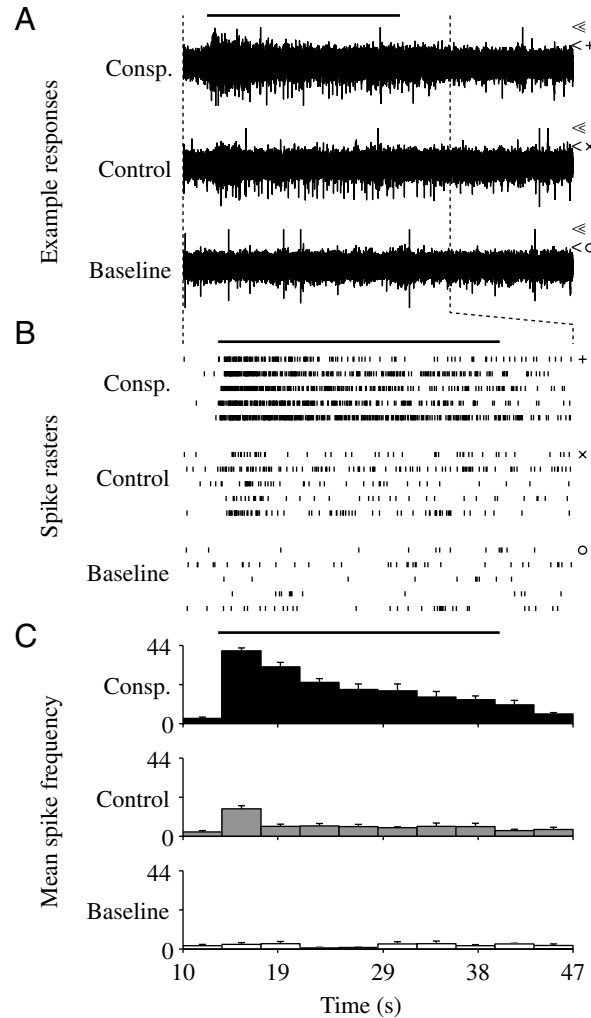 A
Example responses
Consp.
≪
< +
Control
≪
< ×
Baseline
≪
< ○
B
Spike rasters
Consp.
+
Control
×
Baseline
○
C
Mean spike frequency
44
Consp.
0
44
Control
0
44
Baseline
0
10 19 29 38 47
Time (s)